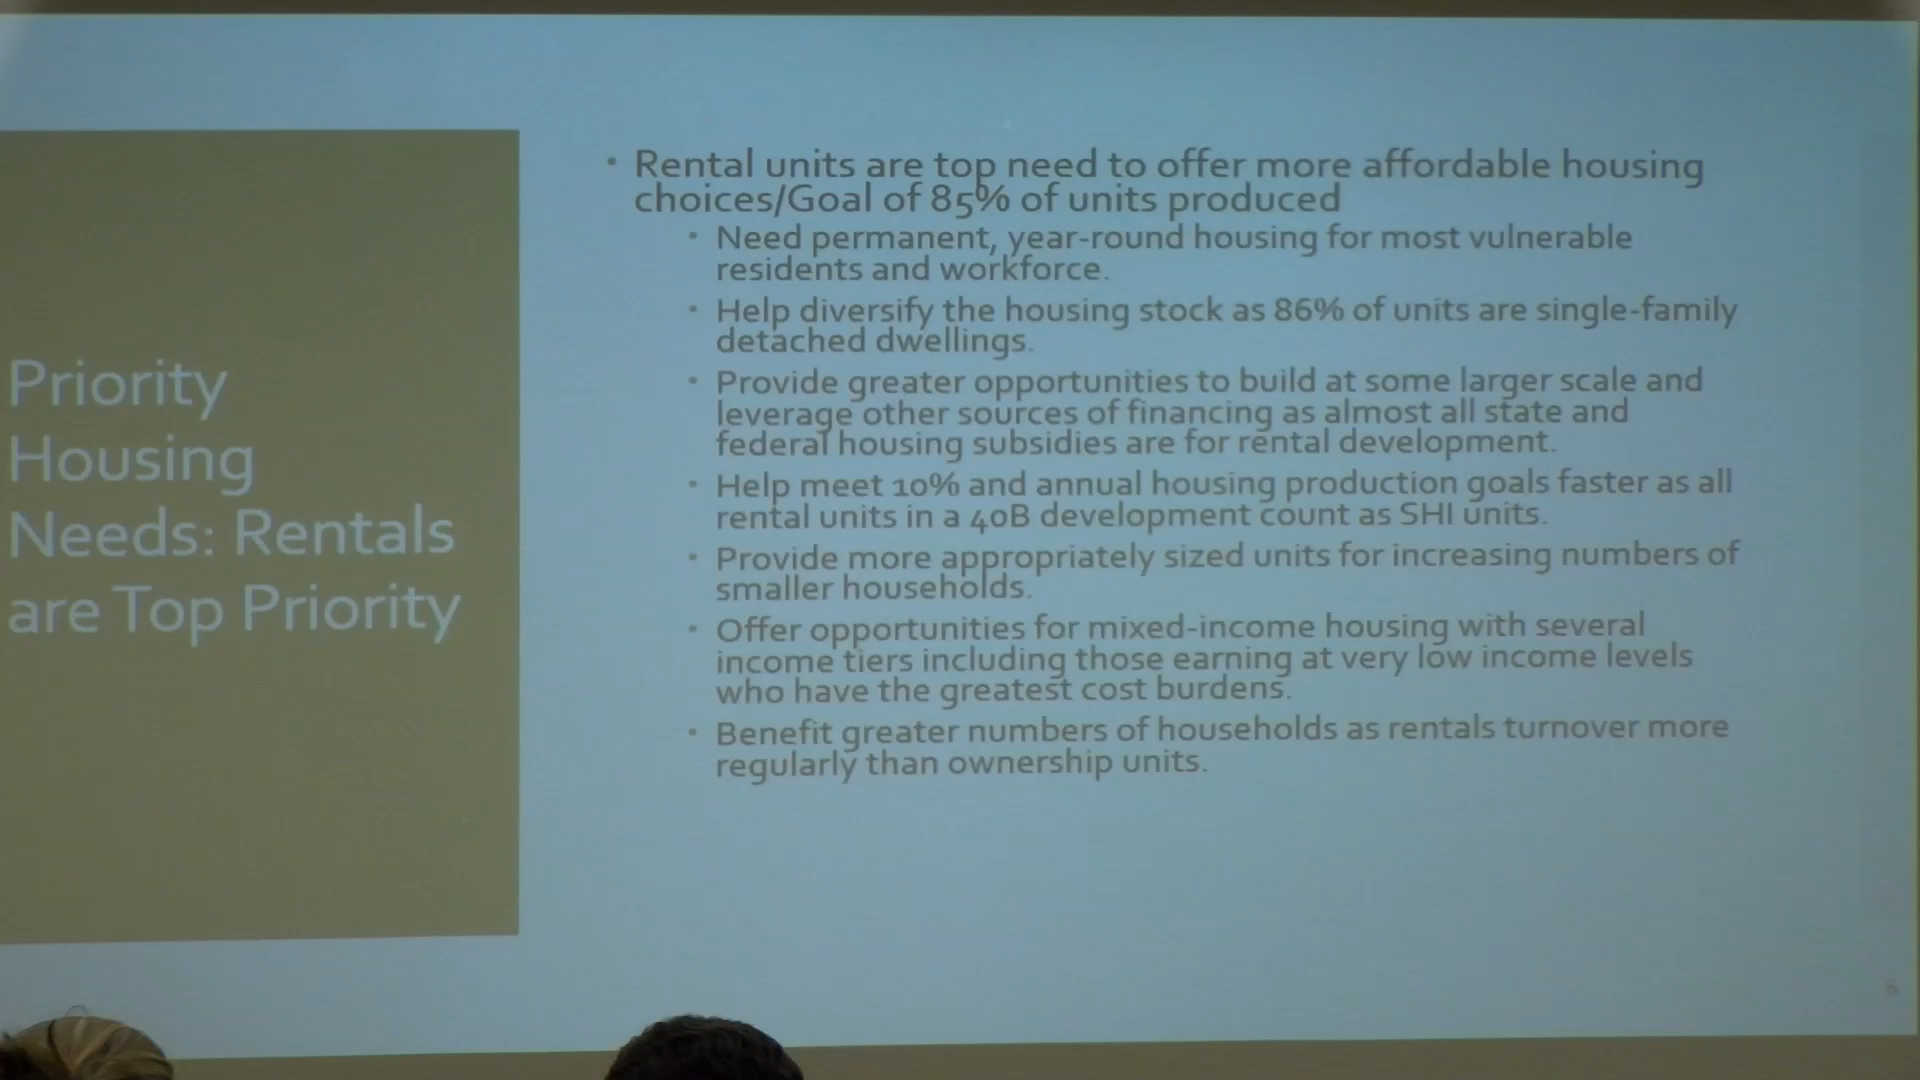 Priority
Housing
Needs: Rentals
are Top Priority
• Rental units are top need to offer more affordable housing
choices/Goal of 85% of units produced
• Need permanent, year-round housing for most vulnerable
residents and workforce.
• Help diversify the housing stock as 86% of units are single-family
detached dwellings.
• Provide greater opportunities to build at some larger scale and
leverage other sources of financing as almost all state and
federal housing subsidies are for rental development.
• Help meet 10% and annual housing production goals faster as all
rental units in a 40B development count as SHI units.
• Provide more appropriately sized units for increasing numbers of
smaller households.
• Offer opportunities for mixed-income housing with several
income tiers including those earning at very low income levels
who have the greatest cost burdens.
• Benefit greater numbers of households as rentals turnover more
regularly than ownership units.